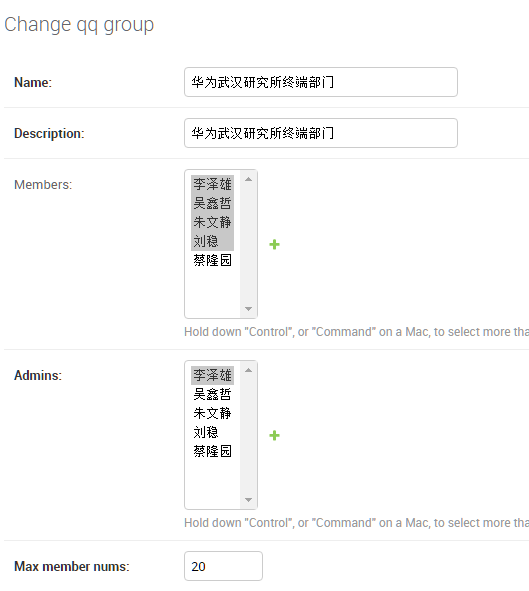 Change qq group
Name: 华为武汉研究所终端部门
Description: 华为武汉研究所终端部门
Members:
李泽雄
吴鑫哲
朱文静
刘稳
蔡隆园
Hold down "Control", or "Command" on a Mac, to select more tha
Admins:
李泽雄
吴鑫哲
朱文静
刘稳
蔡隆园
Hold down "Control", or "Command" on a Mac, to select more tha
Max member nums: 20